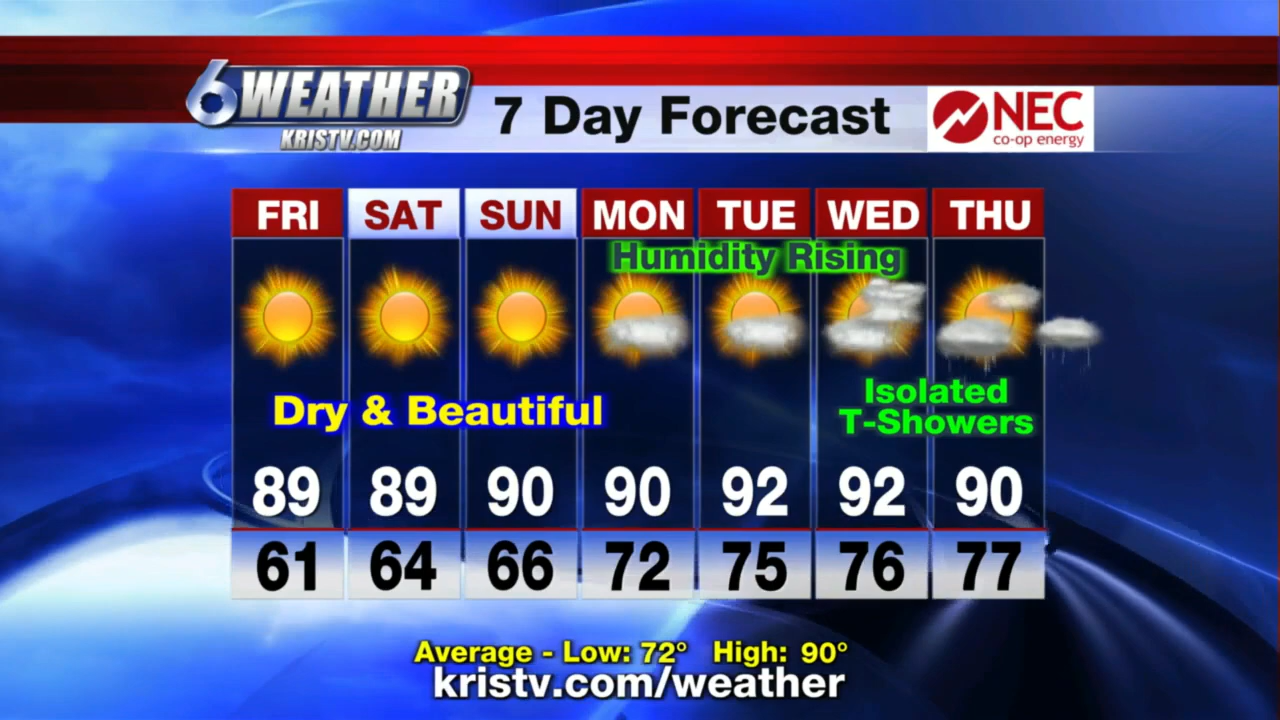 6 WEATHER
KRISTV.COM
7 Day Forecast
NEC
co-op energy
FRI SAT SUN MON TUE WED THU
Humidity Rising
Dry & Beautiful
Isolated
T-Showers
89 89 90 90 92 92 90
61 64 66 72 75 76 77
Average - Low: 72° High: 90°
kristv.com/weather